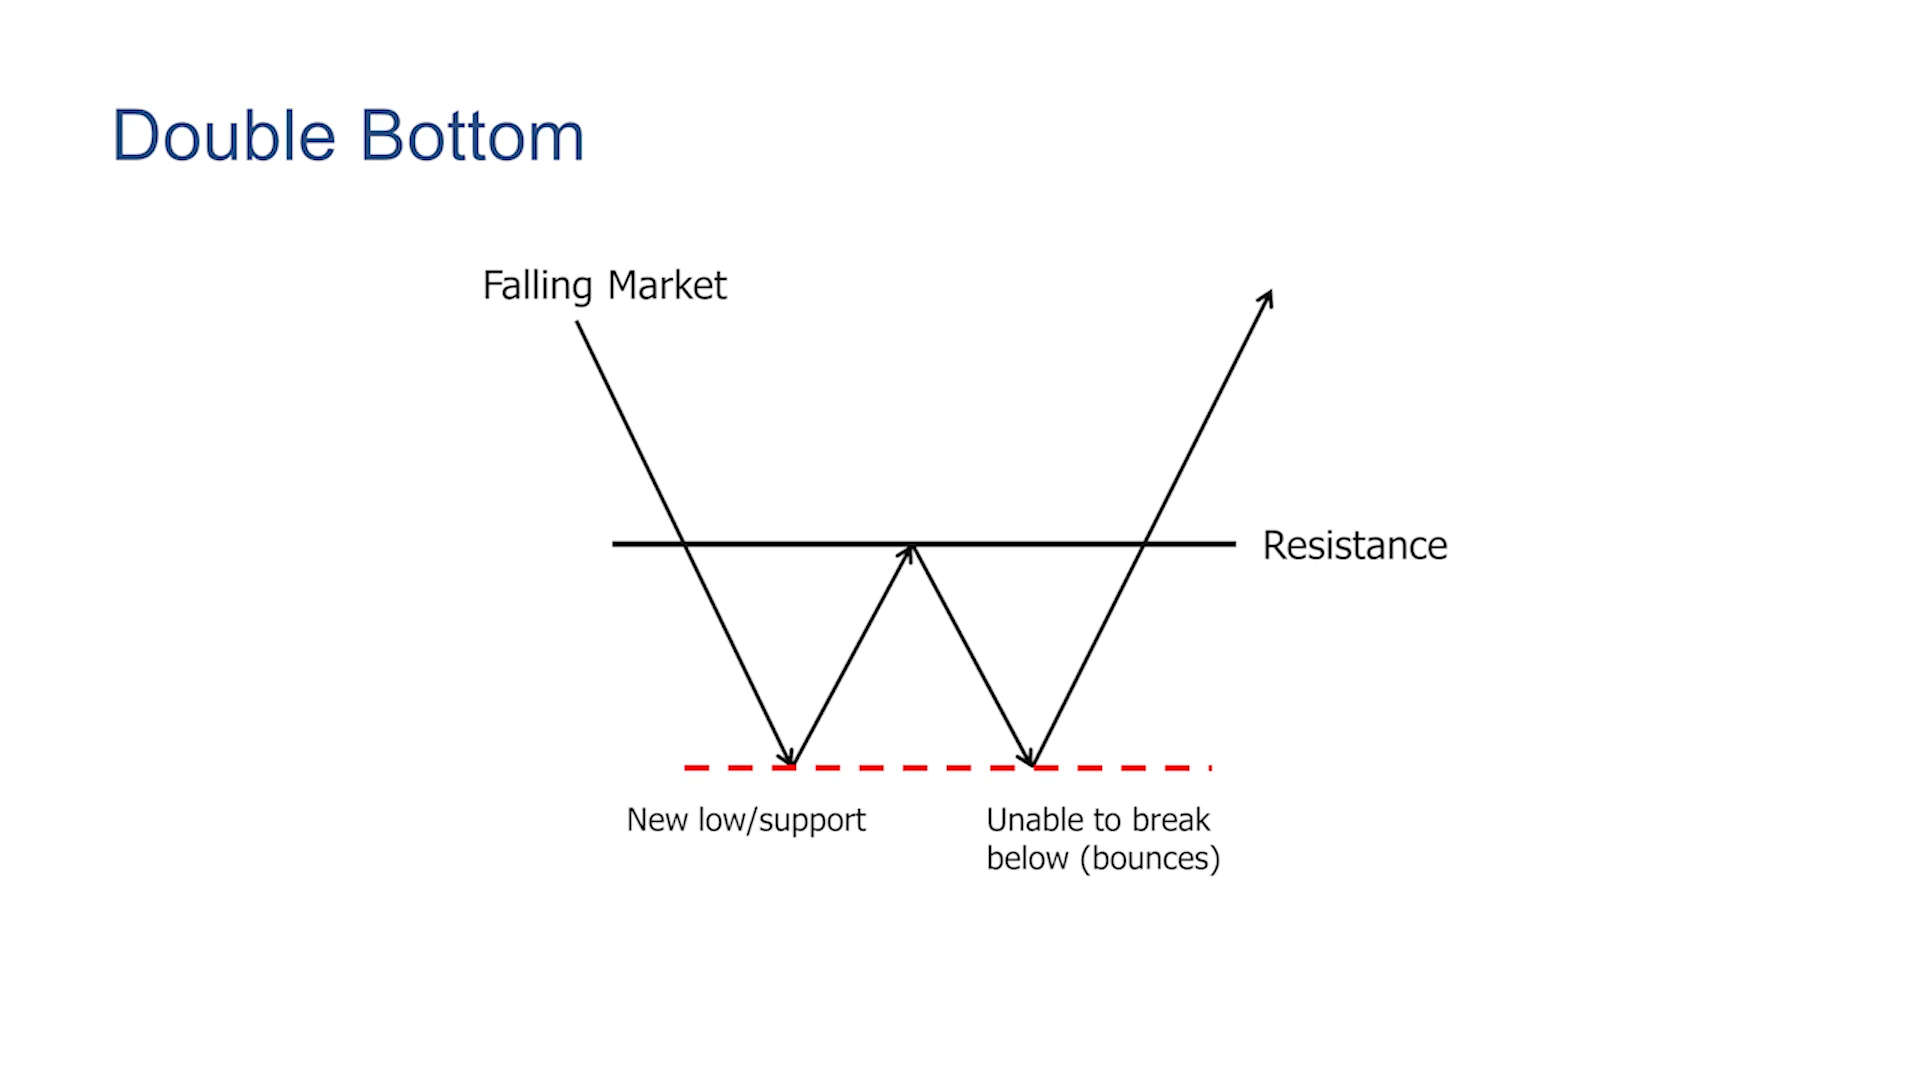 Double Bottom
Falling Market
Resistance
New low/support
Unable to break
below (bounces)